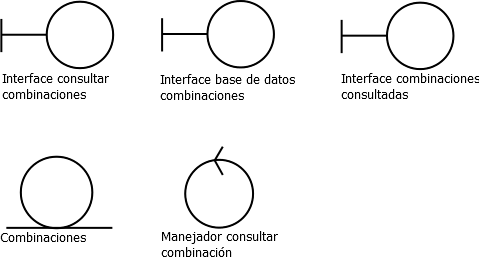 Interface consultar
combinaciones
Interface base de datos
combinaciones
Interface combinaciones
consultadas
Combinaciones
Manejador consultar
combinación